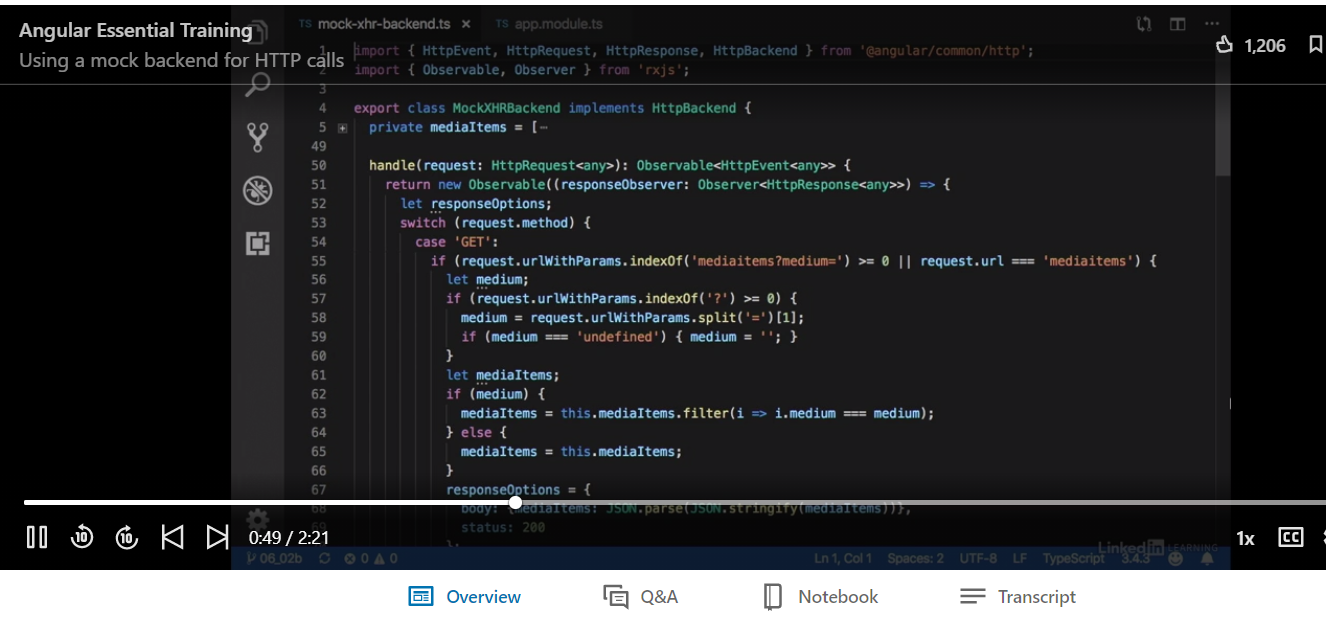 Angular Essential Training
Using a mock backend for HTTP calls
TS mock-xhr-backend.ts × TS app.module.ts ...
1,206
1 import { HttpEvent, HttpRequest, HttpResponse, HttpBackend } from '@angular/common/http';
2 import { Observable, Observer } from 'rxjs';
3
4 export class MockXHRBackend implements HttpBackend {
5 private mediaItems = [
49
50 handle(request: HttpRequest<any>): Observable<HttpEvent<any>> {
51 return new Observable((responseObserver: Observer<HttpResponse<any>>) => {
52 let responseOptions;
53 switch (request.method) {
54 case 'GET':
55 if (request.urlWithParams.indexOf('mediaitems?medium=') >= 0 || request.url === 'mediaitems') {
56 let medium;
57 if (request.urlWithParams.indexOf('?') >= 0) {
58 medium = request.urlWithParams.split('=')[1];
59 if (medium === 'undefined') { medium = ''; }
60 }
61 let mediaItems;
62 if (medium) {
63 mediaItems = this.mediaItems.filter(i => i.medium === medium);
64 } else {
65 mediaItems = this.mediaItems;
66 }
67 responseOptions = {
68 body: {mediaItems: JSON.parse(JSON.stringify(mediaItems))},
69 status: 200
};
10 10 0:49 / 2:21 1x CC
06_02b 0 0 Ln 1, Col 1 Spaces: 2 UTF-8 LF TypeScript 3.4.3
Linked in LEARNING
Overview Q&A Notebook Transcript